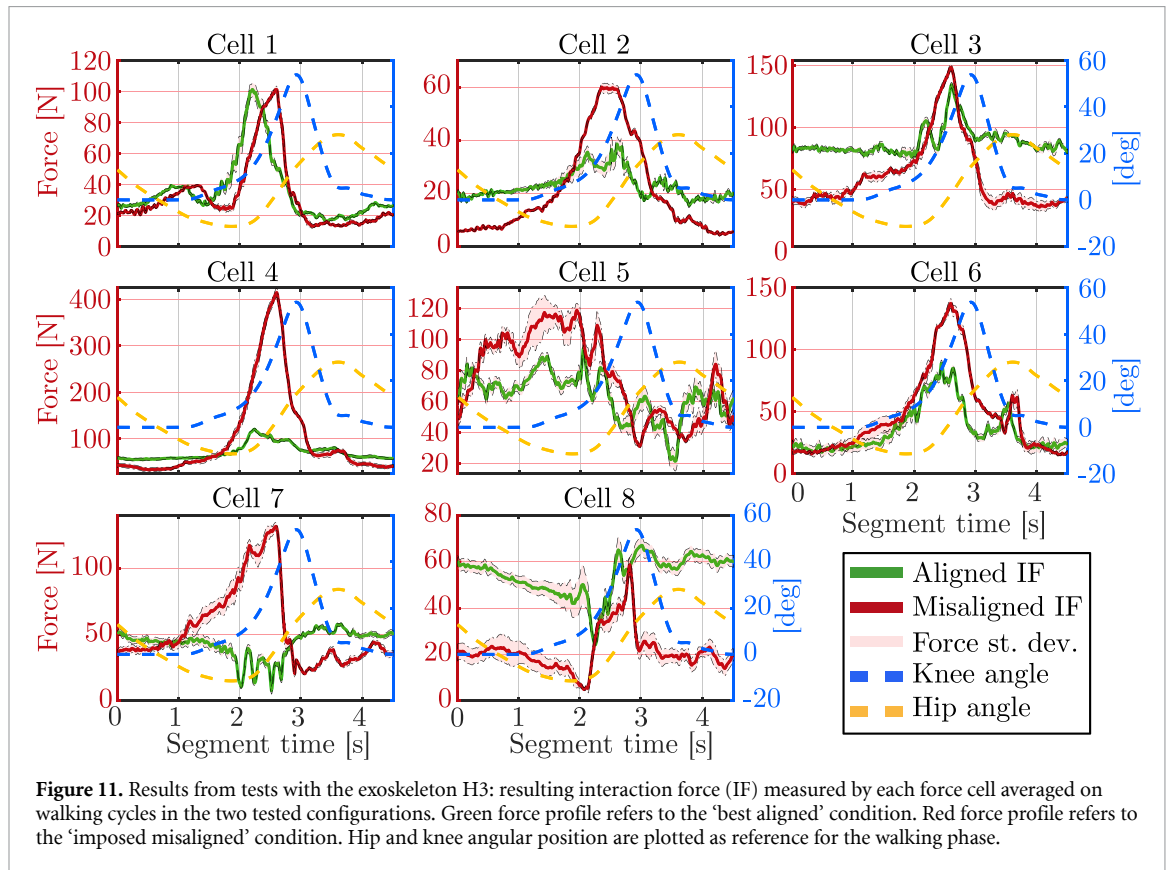 Cell 1
Cell 2
Cell 3
Force [N]
120
100
80
60
40
20
0
60
40
20
0
150
100
50
0
60
40
20
0
-20
[deg]
Cell 4
Cell 5
Cell 6
Force [N]
400
300
200
100
120
100
80
60
40
20
150
100
50
0
60
40
20
0
-20
[deg]
0 1 2 3 4
Segment time [s]
Cell 7
Cell 8
Force [N]
100
50
0
80
60
40
20
0
60
40
20
0
-20
[deg]
0 1 2 3 4
Segment time [s]
0 1 2 3 4
Segment time [s]
Aligned IF
Misaligned IF
Force st. dev.
Knee angle
Hip angle
Figure 11. Results from tests with the exoskeleton H3: resulting interaction force (IF) measured by each force cell averaged on
walking cycles in the two tested configurations. Green force profile refers to the ‘best aligned’ condition. Red force profile refers to
the ‘imposed misaligned’ condition. Hip and knee angular position are plotted as reference for the walking phase.